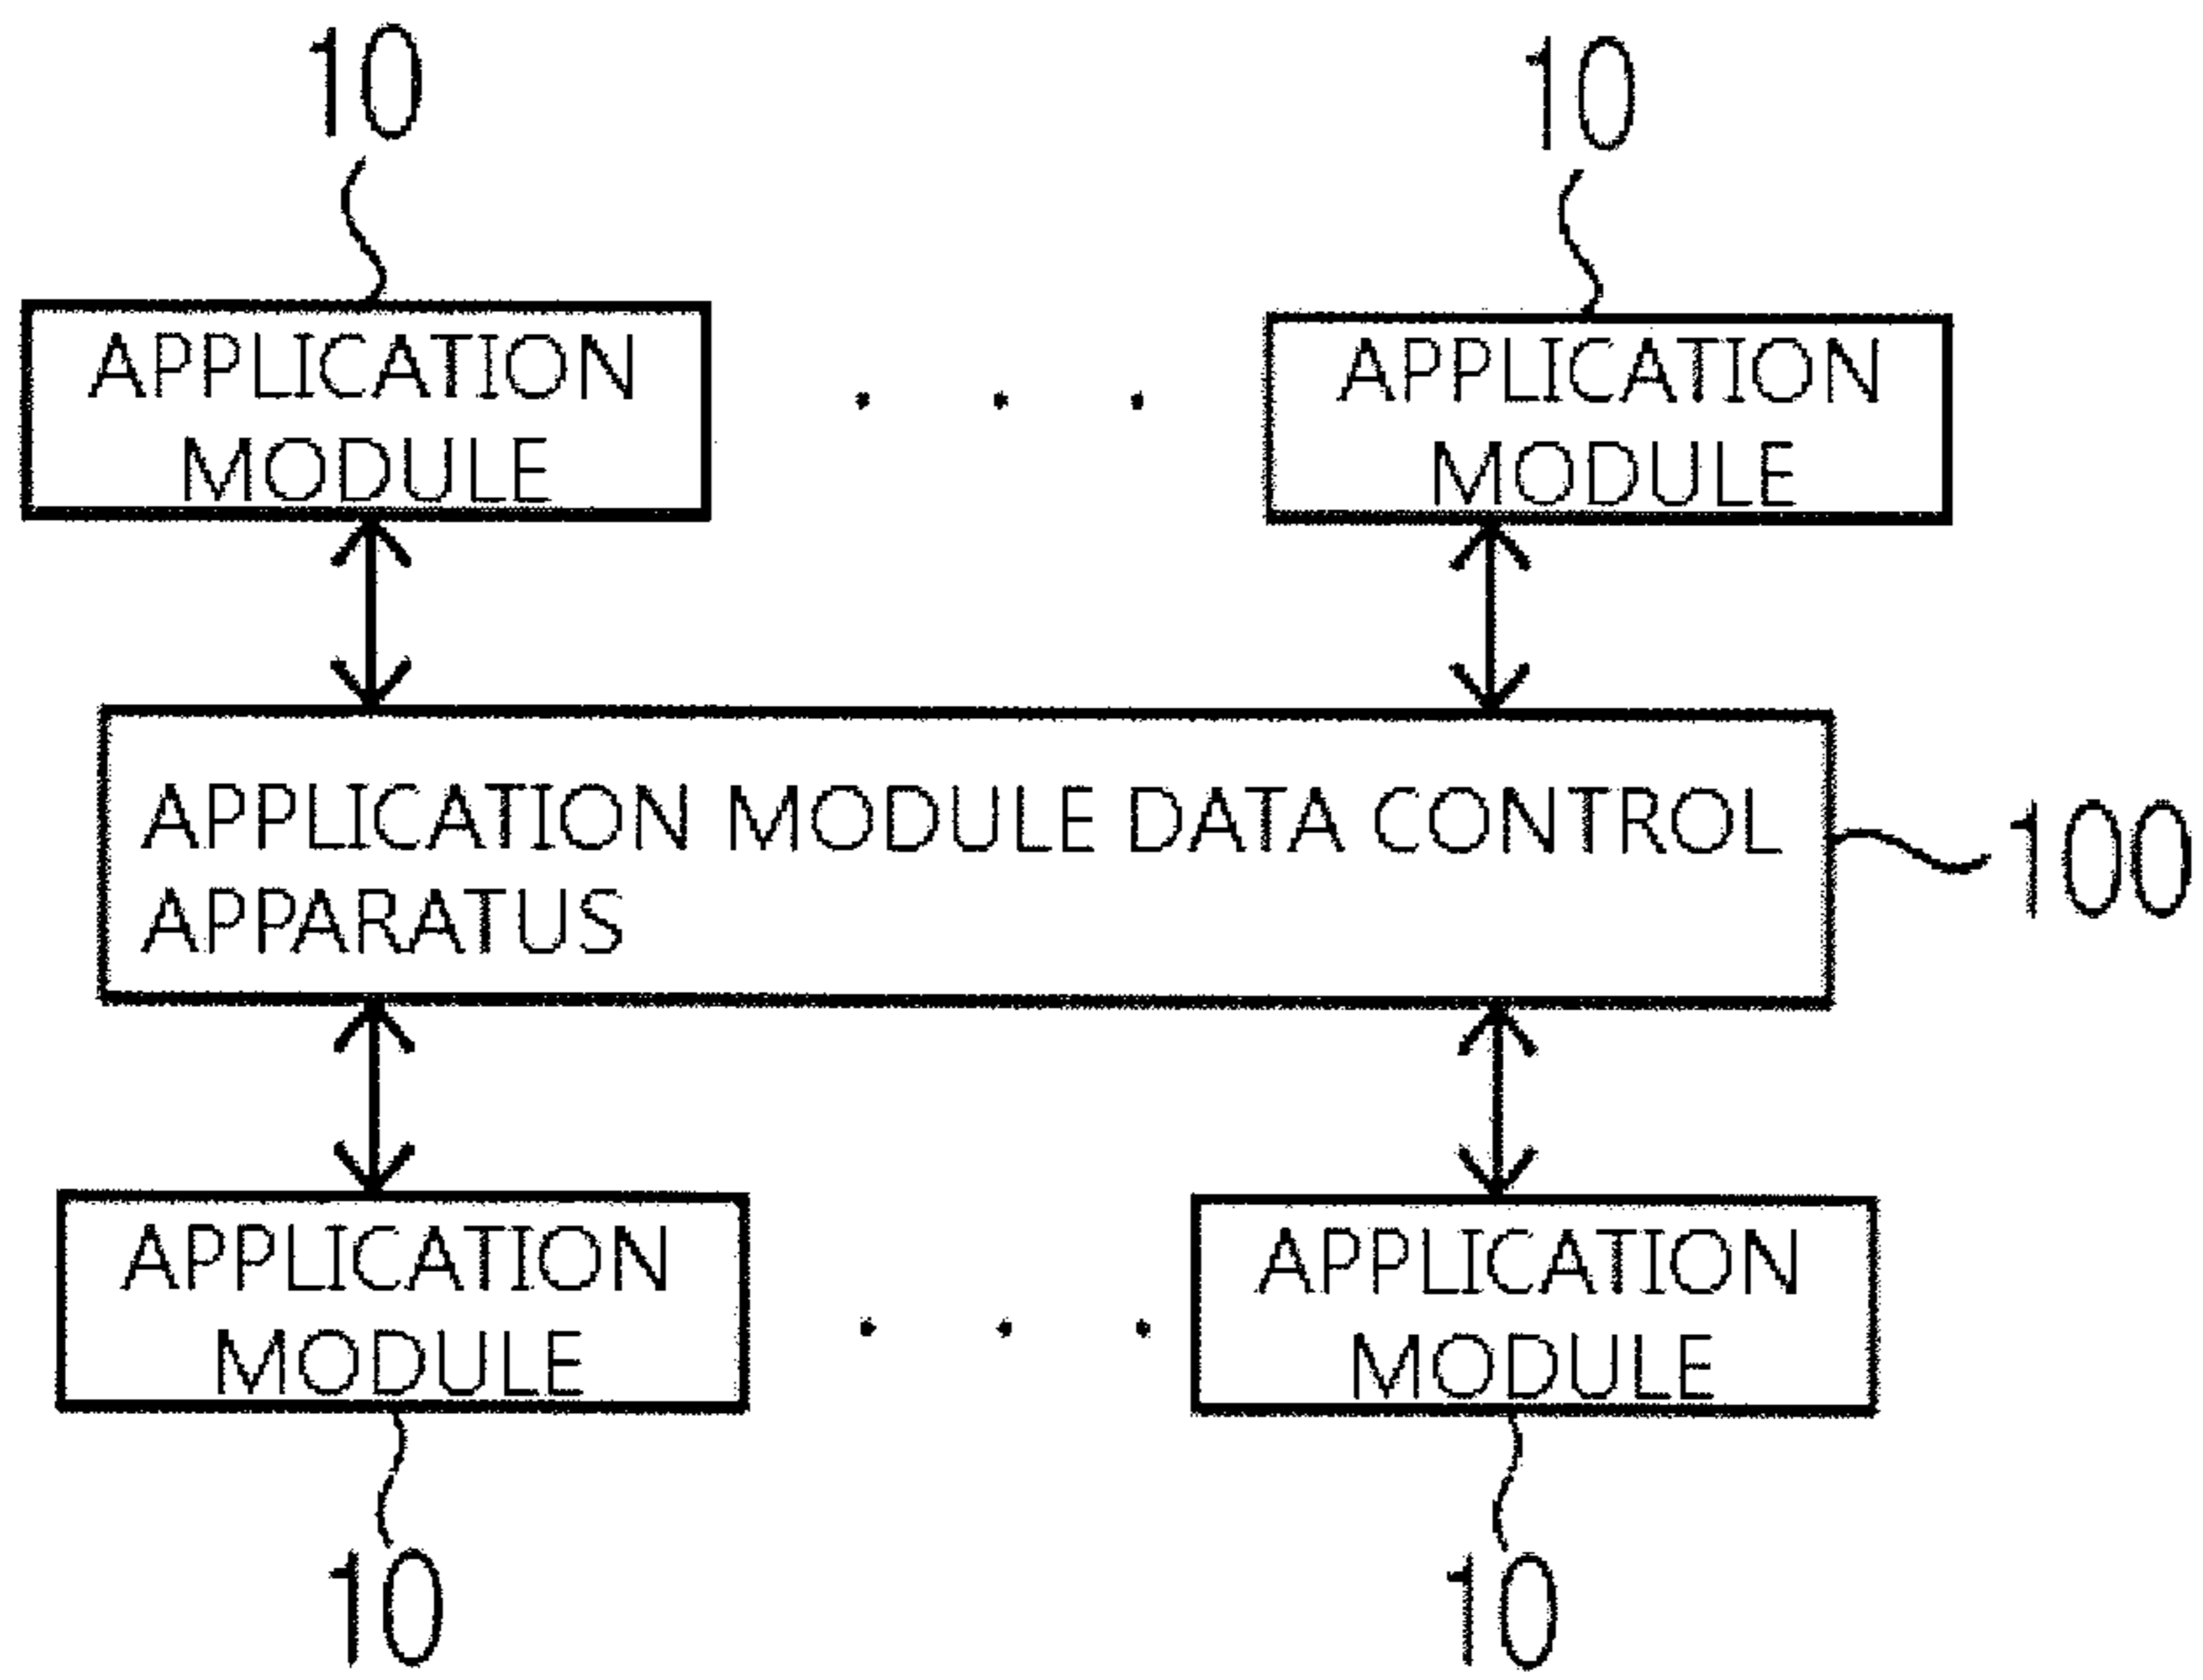 10 10
APPLICATION
MODULE
. . .
APPLICATION
MODULE
APPLICATION MODULE DATA CONTROL
APPARATUS
100
APPLICATION
MODULE
. . .
APPLICATION
MODULE
10 10